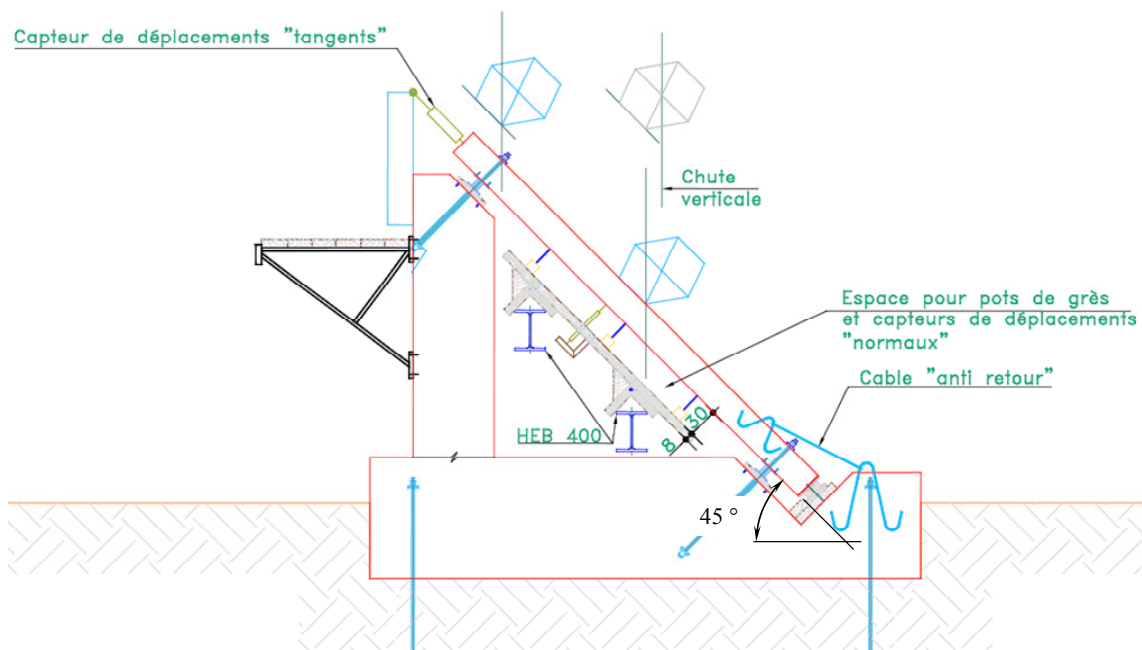 Capteur de déplacements "tangents"
Chute
verticale
Espace pour pots de grès
et capteurs de déplacements
"normaux"
Cable "anti retour"
HEB 400
8
30
45 °